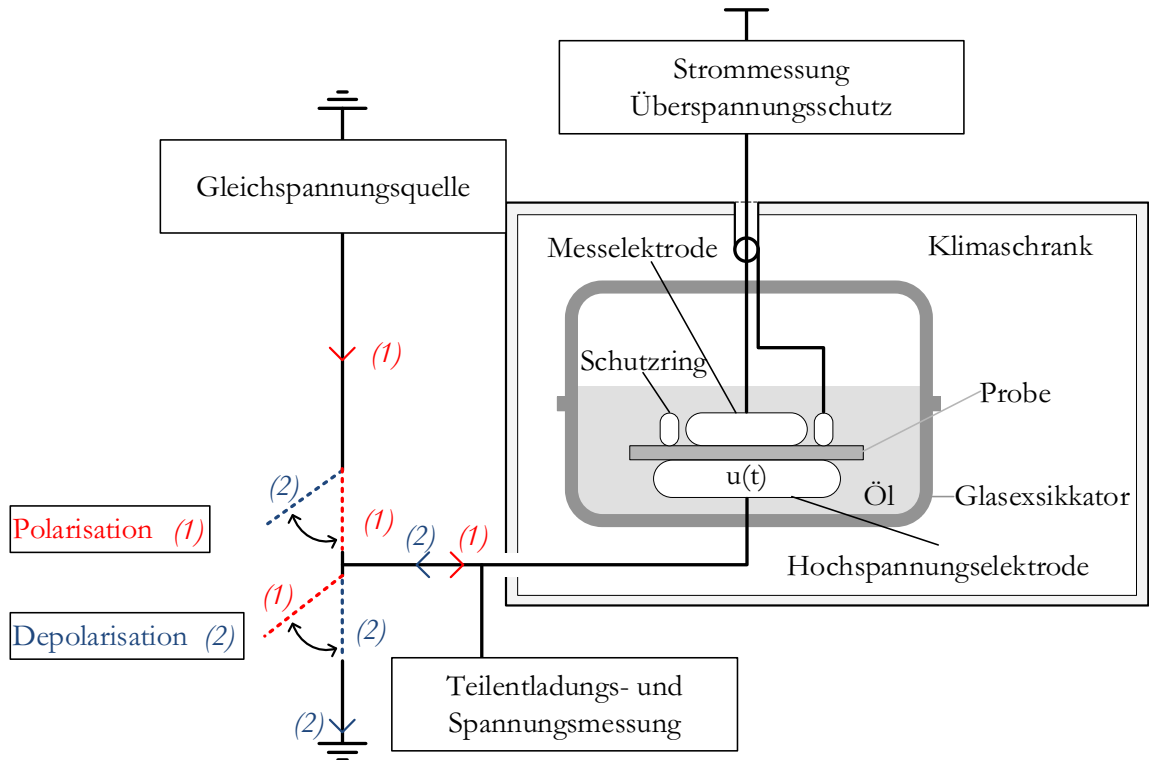 Strommessung
Überspannungsschutz
Gleichspannungsquelle
Messelektrode
Klimaschrank
(1)
Schutzring
Probe
u(t)
(2)
Öl
Glasexsikkator
Polarisation (1)
(1)
(2)
(1)
Hochspannungselektrode
(1)
Depolarisation (2)
(2)
Teilentladungs- und
Spannungsmessung
(2)